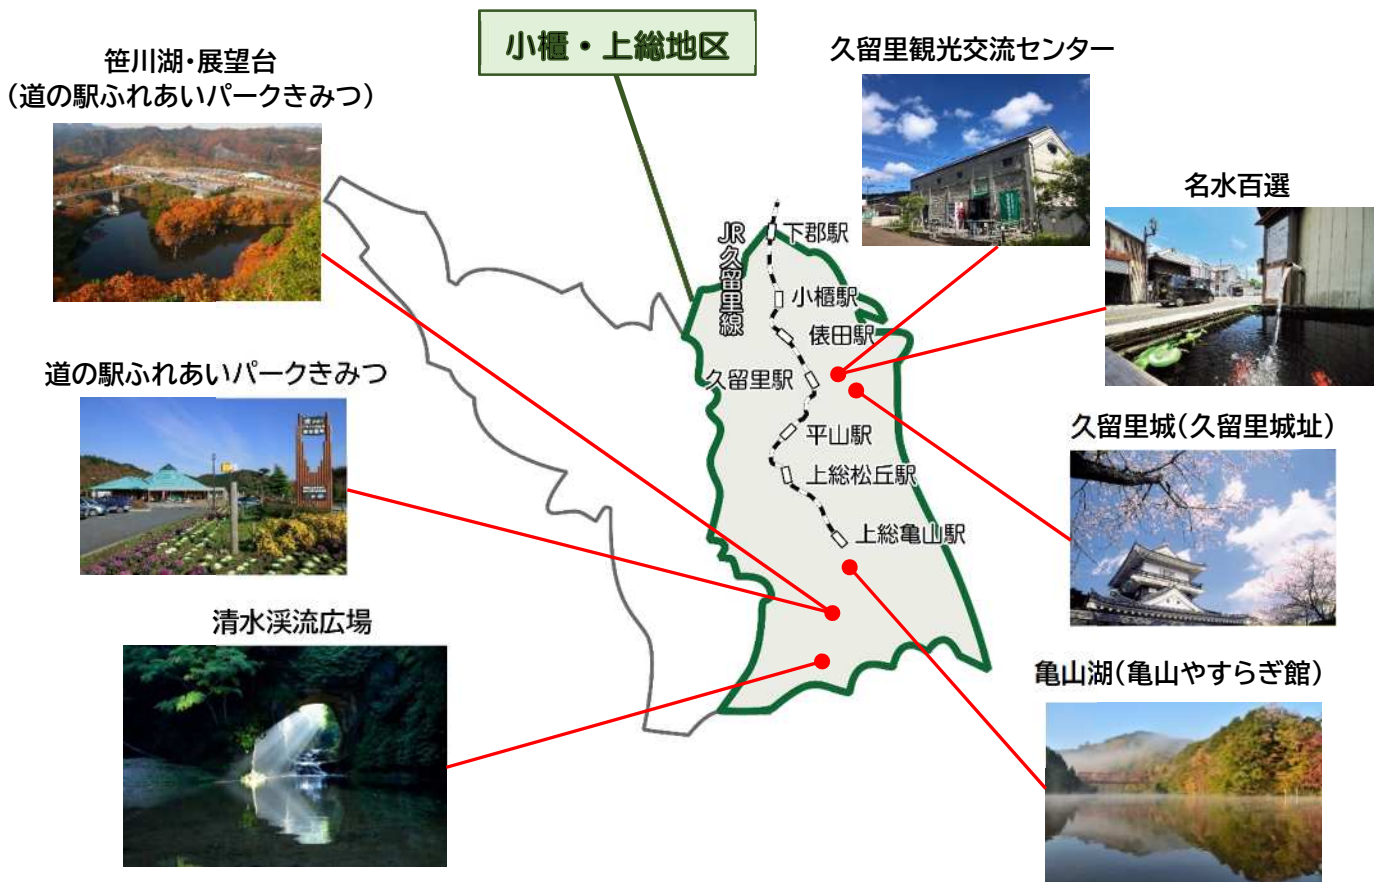 小櫃・上総地区
笹川湖・展望台
（道の駅ふれあいパークきみつ）
久留里観光交流センター
名水百選
JR久留里線
下郡駅
小櫃駅
俵田駅
久留里駅
平山駅
上総松丘駅
上総亀山駅
道の駅ふれあいパークきみつ
久留里城（久留里城址）
清水渓流広場
亀山湖（亀山やすらぎ館）